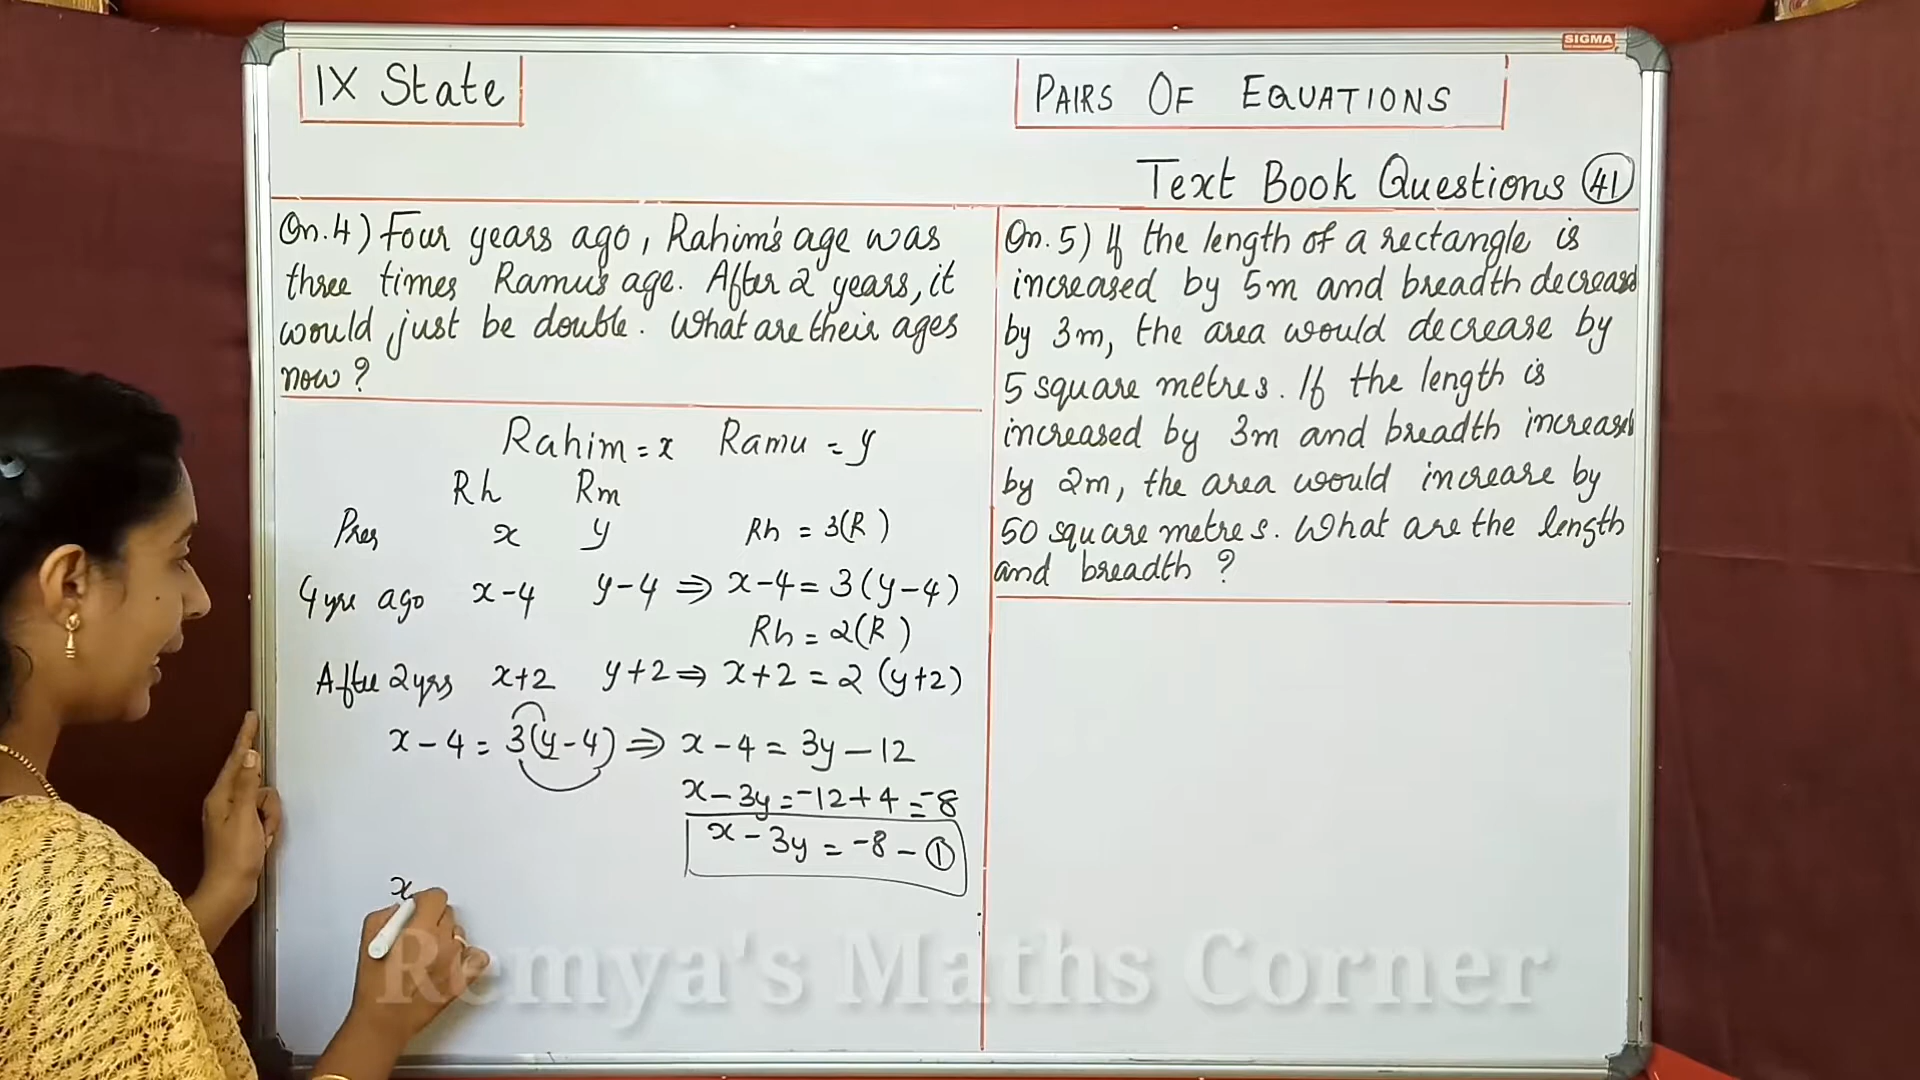 SIGMA
IX State
PAIRS OF EQUATIONS
Text Book Questions 41
Qn.4) Four years ago, Rahim's age was
three times Ramu's age. After 2 years, it
would just be double. What are their ages
now?
Rahim = x Ramu = y
Rh Rm
Pres x y Rh = 3(R )
4 yrs ago x-4 y-4 ⇒ x-4 = 3(y-4)
Rh = 2(R )
After 2 yrs x+2 y+2 ⇒ x+2 = 2 (y+2)
x - 4 = 3(y-4) ⇒ x - 4 = 3y - 12
x - 3y = -12+4 = -8
x - 3y = -8 - ①
x
Qn. 5) If the length of a rectangle is
increased by 5m and breadth decreased
by 3m, the area would decrease by
5 square metres. If the length is
increased by 3m and breadth increased
by 2m, the area would increase by
50 square metres. What are the length
and breadth ?
Remya's Maths Corner